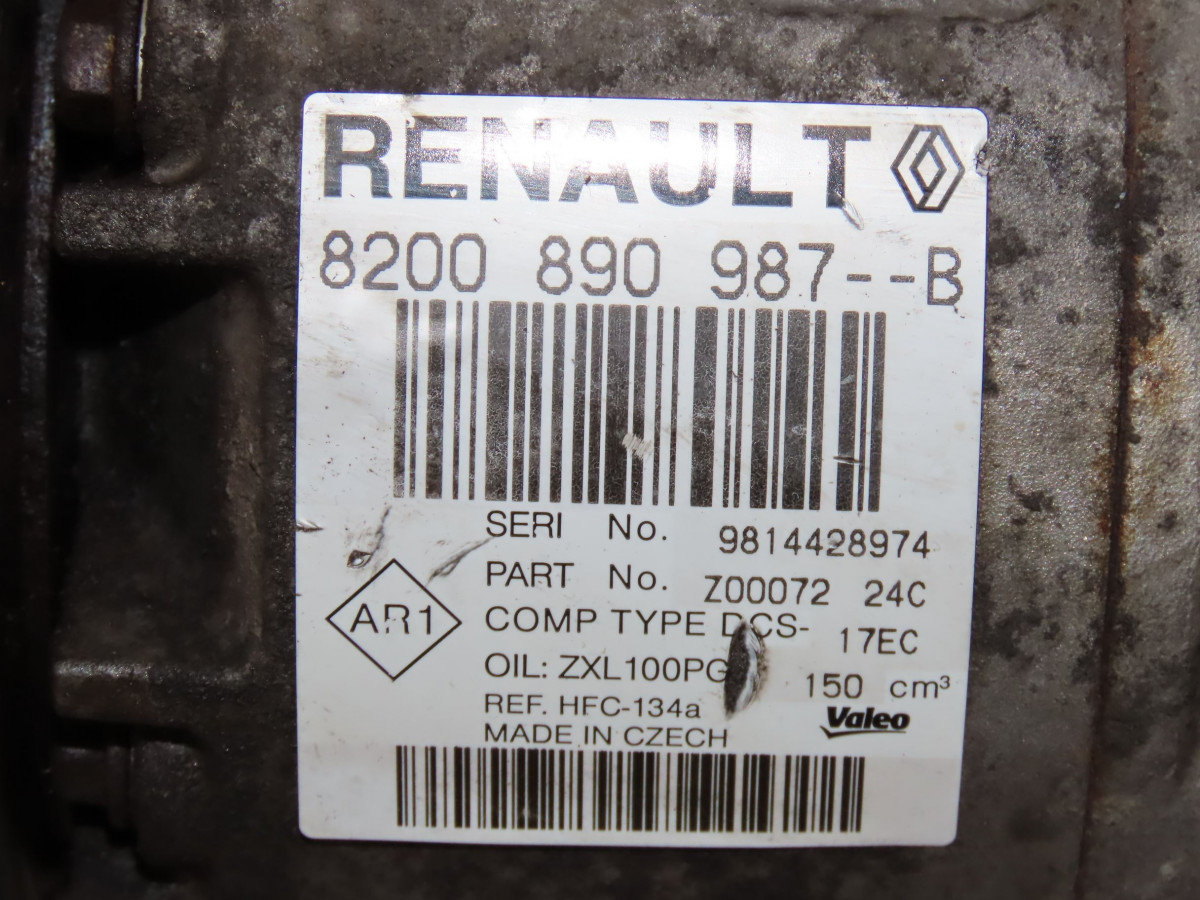 RENAULT
8200 890 987--B
SERI No. 9814428974
PART No. Z00072 24C
AR1
COMP TYPE DCS- 17EC
OIL: ZXL100PG 150 cm³
REF. HFC-134a
Valeo
MADE IN CZECH